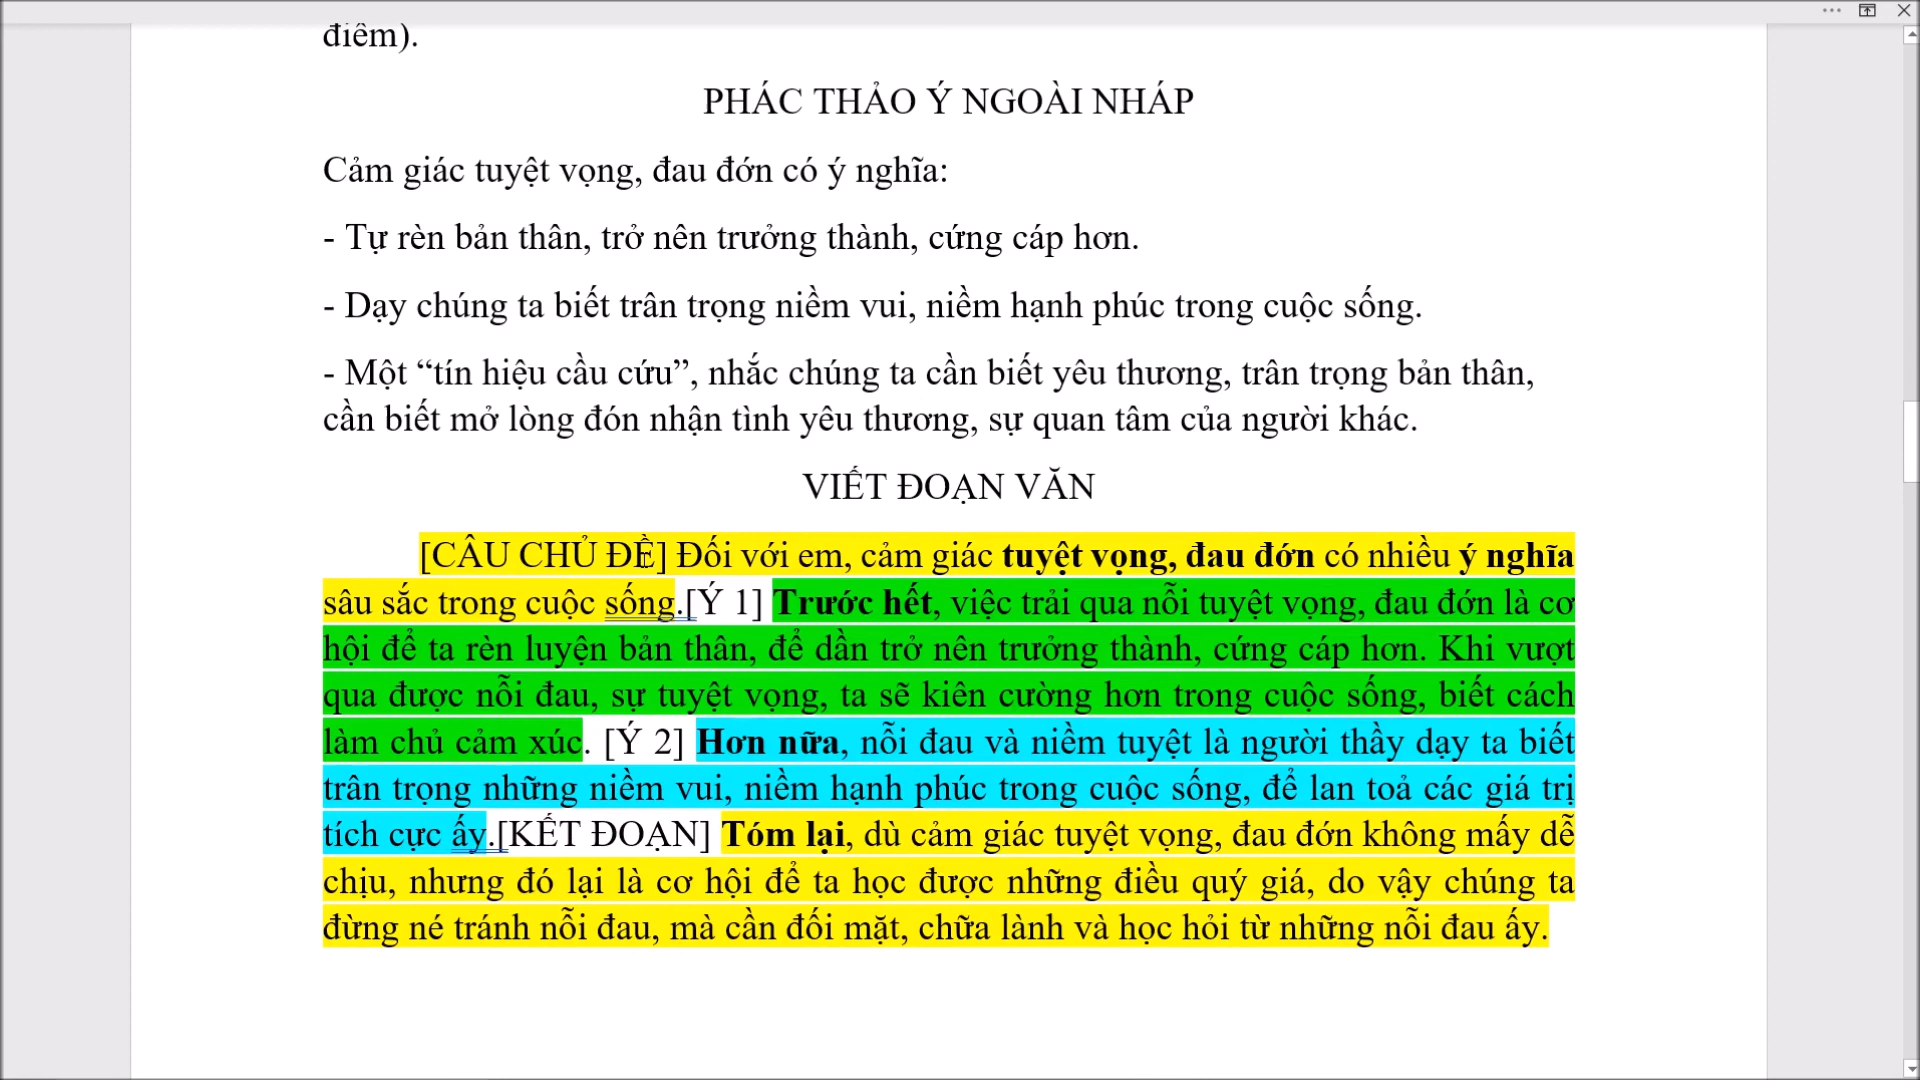 điểm).
PHÁC THẢO Ý NGOÀI NHÁP
Cảm giác tuyệt vọng, đau đớn có ý nghĩa:
- Tự rèn bản thân, trở nên trưởng thành, cứng cáp hơn.
- Dạy chúng ta biết trân trọng niềm vui, niềm hạnh phúc trong cuộc sống.
- Một “tín hiệu cầu cứu”, nhắc chúng ta cần biết yêu thương, trân trọng bản thân,
cần biết mở lòng đón nhận tình yêu thương, sự quan tâm của người khác.
VIẾT ĐOẠN VĂN
[CÂU CHỦ ĐỀ] Đối với em, cảm giác tuyệt vọng, đau đớn có nhiều ý nghĩa
sâu sắc trong cuộc sống.[Ý 1] Trước hết, việc trải qua nỗi tuyệt vọng, đau đớn là cơ
hội để ta rèn luyện bản thân, để dần trở nên trưởng thành, cứng cáp hơn. Khi vượt
qua được nỗi đau, sự tuyệt vọng, ta sẽ kiên cường hơn trong cuộc sống, biết cách
làm chủ cảm xúc. [Ý 2] Hơn nữa, nỗi đau và niềm tuyệt là người thầy dạy ta biết
trân trọng những niềm vui, niềm hạnh phúc trong cuộc sống, để lan toả các giá trị
tích cực ấy.[KẾT ĐOẠN] Tóm lại, dù cảm giác tuyệt vọng, đau đớn không mấy dễ
chịu, nhưng đó lại là cơ hội để ta học được những điều quý giá, do vậy chúng ta
đừng né tránh nỗi đau, mà cần đối mặt, chữa lành và học hỏi từ những nỗi đau ấy.